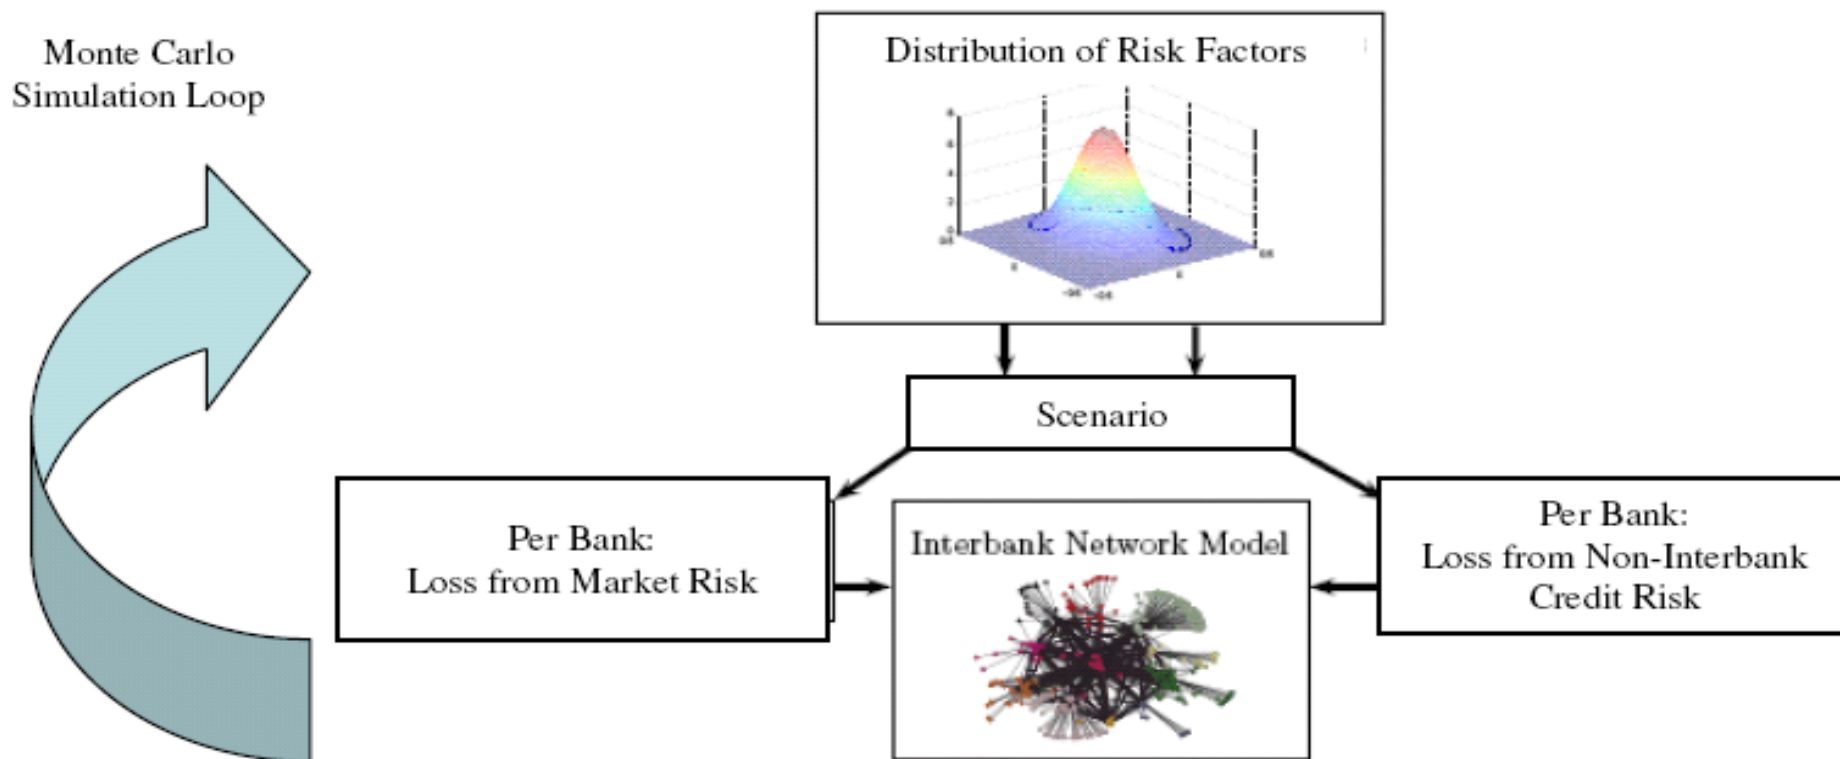 Monte Carlo
Simulation Loop
Distribution of Risk Factors
Scenario
Per Bank:
Loss from Market Risk
Interbank Network Model
Per Bank:
Loss from Non-Interbank
Credit Risk